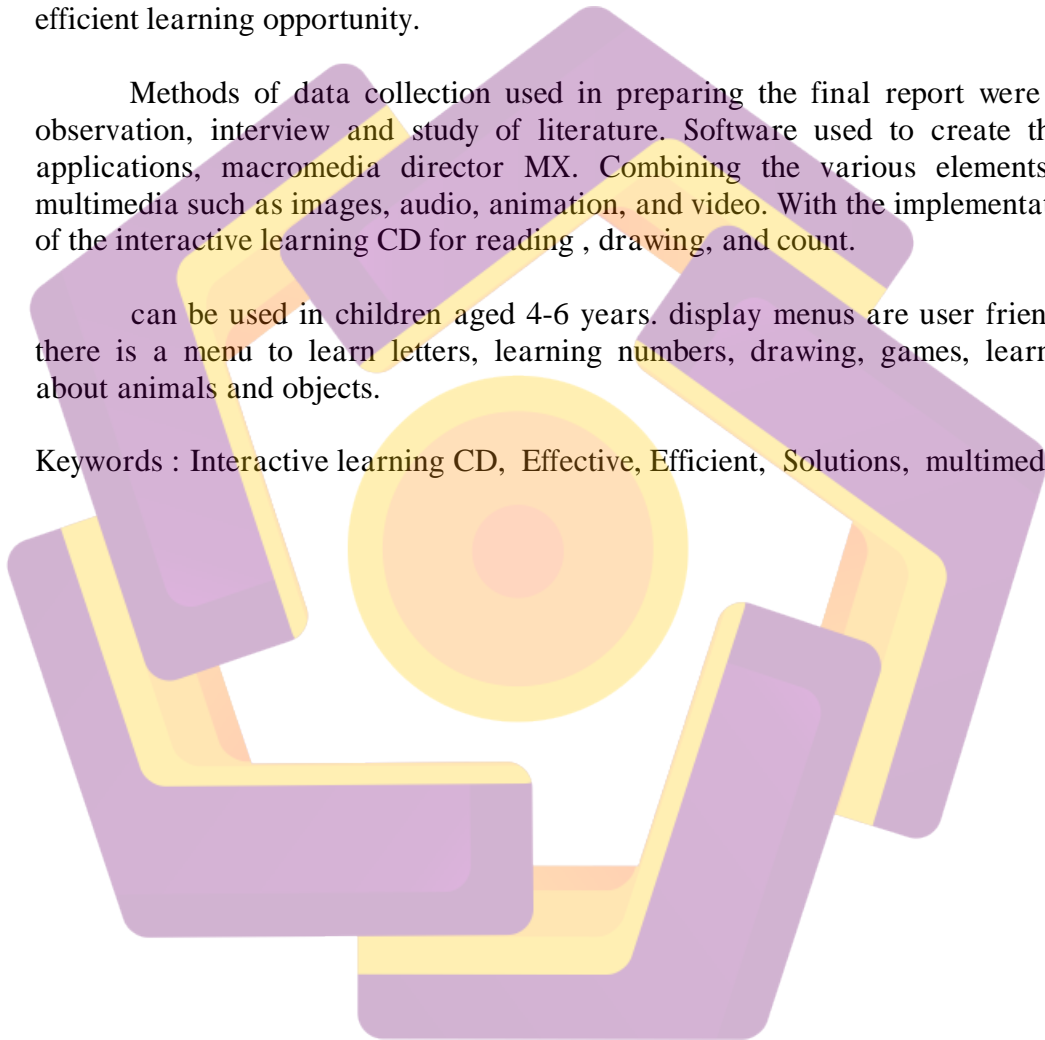 efficient learning opportunity.
Methods of data collection used in preparing the final report were
observation, interview and study of literature. Software used to create th
applications, macromedia director MX. Combining the various elements
multimedia such as images, audio, animation, and video. With the implementat
of the interactive learning CD for reading , drawing, and count.
can be used in children aged 4-6 years. display menus are user frien
there is a menu to learn letters, learning numbers, drawing, games, learn
about animals and objects.
Keywords : Interactive learning CD, Effective, Efficient, Solutions, multimed